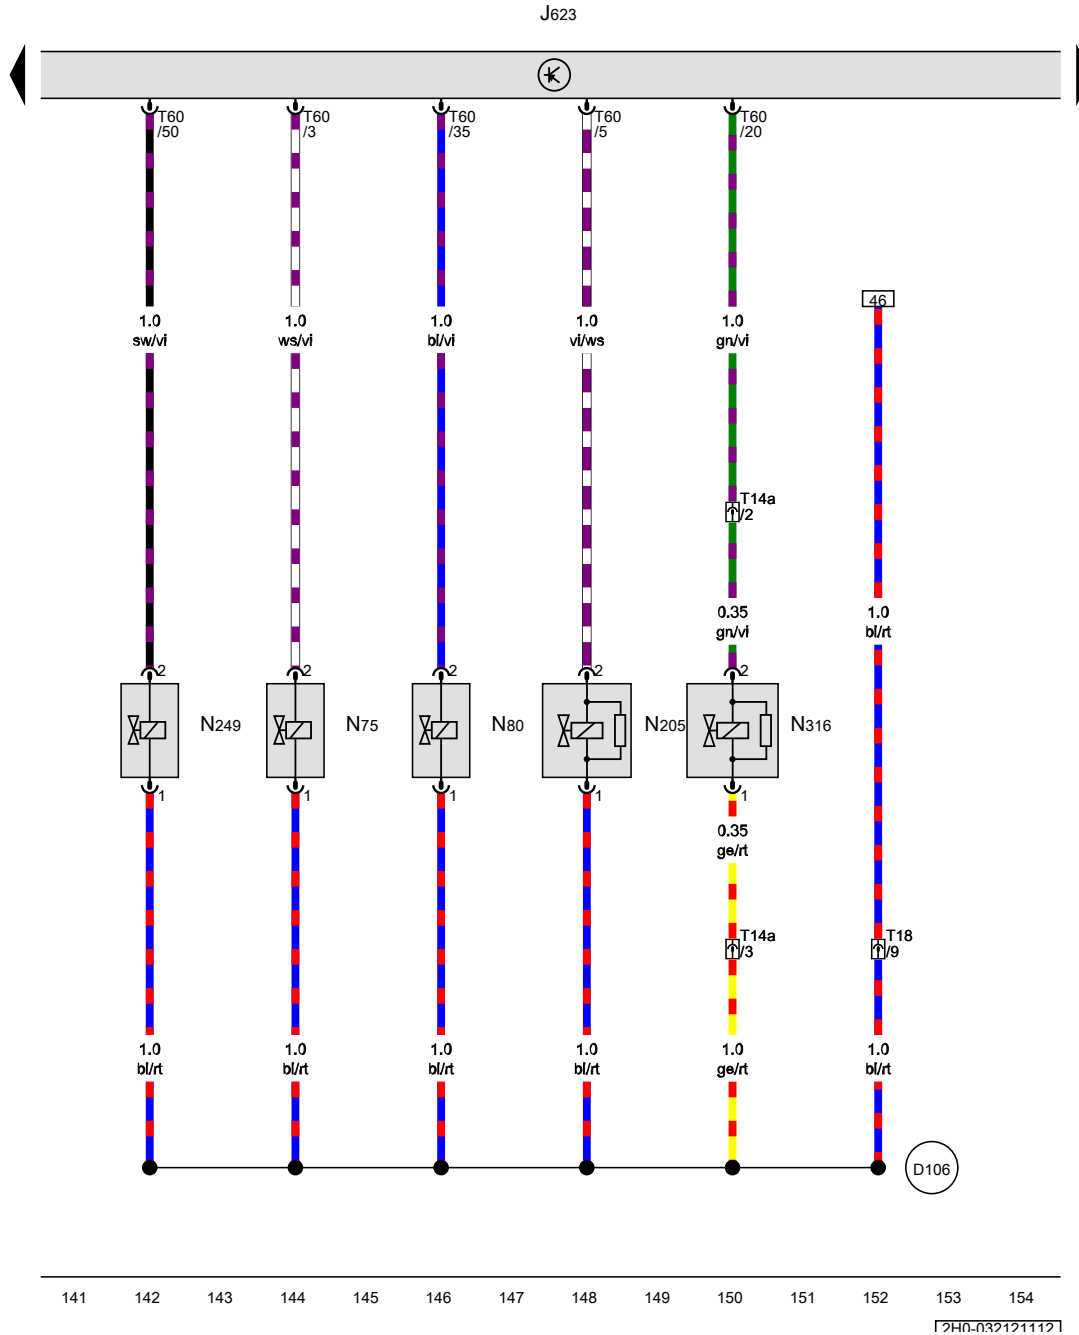 J623
T60 T60 T60 T60 T60
/50 /3 /35 /5 /20
46
1.0 1.0 1.0 1.0 1.0
sw/vi ws/vi bl/vi vi/ws gn/vi
T14a
/2
0.35 1.0
gn/vi bl/rt
2 2 2 2 2
N249 N75 N80 N205 N316
1 1 1 1 1
0.35
ge/rt
T14a T18
/3 /9
1.0 1.0 1.0 1.0 1.0 1.0
bl/rt bl/rt bl/rt bl/rt ge/rt bl/rt
D106
141 142 143 144 145 146 147 148 149 150 151 152 153 154
2H0-032121112